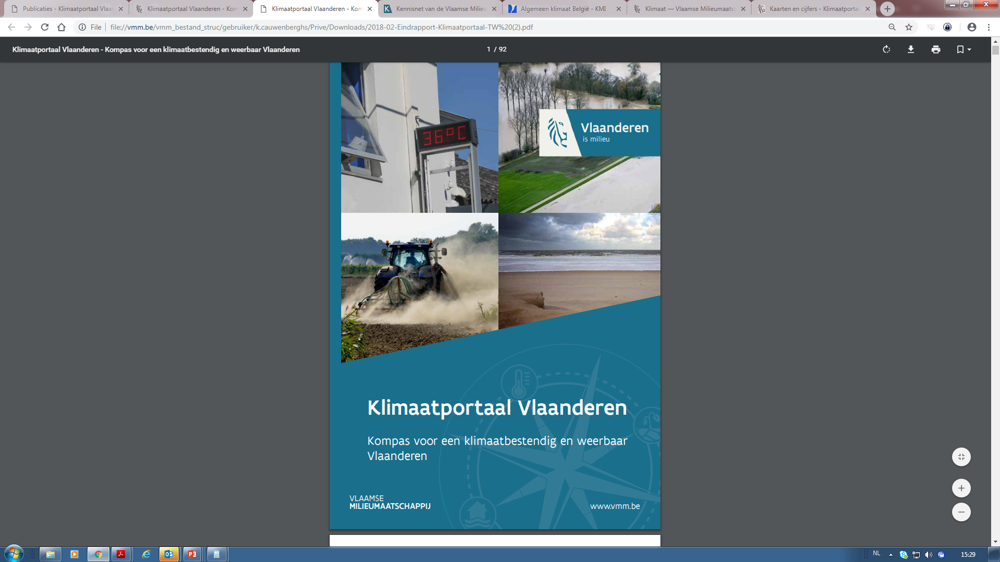 Publicaties - Klimaatportaal Vlaar
Klimaatportaal Vlaanderen - Kom
Klimaatportaal Vlaanderen - Kom
Kennisnet van de Vlaamse Milieu
Algemeen klimaat België - KMI
Klimaat — Vlaamse Milieumaatsc
Kaarten en cijfers - Klimaatportaa
File
file://vmm.be/vmm_bestand_struc/gebruiker/k.cauwenberghs/Prive/Downloads/2018-02-Eindrapport-Klimaatportaal-TW%20(2).pdf
Klimaatportaal Vlaanderen - Kompas voor een klimaatbestendig en weerbaar Vlaanderen
1 / 92
36°C
Vlaanderen
is milieu
Klimaatportaal Vlaanderen
Kompas voor een klimaatbestendig en weerbaar
Vlaanderen
VLAAMSE
MILIEUMAATSCHAPPIJ
www.vmm.be
NL
15:29